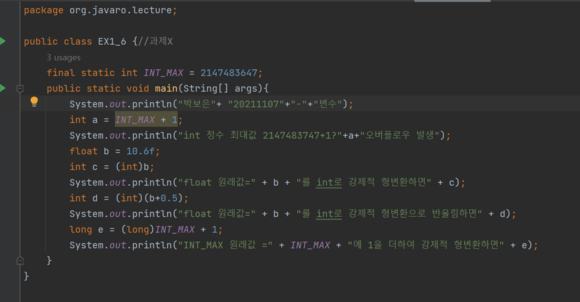 package org.javaro.lecture;
public class EX1_6 {//과제X
3 usages
final static int INT_MAX = 2147483647;
public static void main(String[] args){
System.out.println("박보은"+ "20211107"+"-"+"변수");
int a = INT_MAX + 1;
System.out.println("int 정수 최대값 2147483747+1?"+a+"오버플로우 발생");
float b = 10.6f;
int c = (int)b;
System.out.println("float 원래값=" + b + "를 int로 강제적 형변환하면" + c);
int d = (int)(b+0.5);
System.out.println("float 원래값=" + b + "를 int로 강제적 형변환으로 반올림하면" + d);
long e = (long)INT_MAX + 1;
System.out.println("INT_MAX 원래값 =" + INT_MAX + "에 1을 더하여 강제적 형변환하면" + e);
}
}